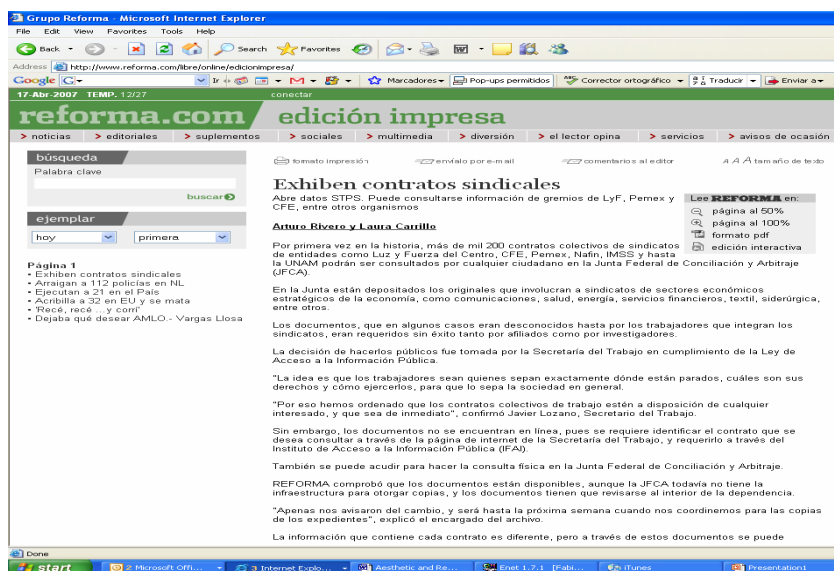 Grupo Reforma - Microsoft Internet Explorer
File Edit View Favorites Tools Help
Back Search Favorites
Address http://www.reforma.com/libre/online/edicionimpresa/
Google Ir Marcadores Pop-ups permitidos Corrector ortográfico Traducir Enviar a
17-Abr-2007 TEMP. 12/27 conectar
reforma.com edición impresa
> noticias > editoriales > suplementos > sociales > multimedia > diversión > el lector opina > servicios > avisos de ocasión
búsqueda
Palabra clave
buscar
ejemplar
hoy primera
Página 1
• Exhiben contratos sindicales
• Arraigan a 112 policías en NL
• Ejecutan a 21 en el País
• Acribilla a 32 en EU y se mata
• 'Recé, recé ...y corrí'
• Dejaba qué desear AMLO.- Vargas Llosa
formato impresión envíalo por e-mail comentarios al editor A A A tamaño de texto
Exhiben contratos sindicales
Abre datos STPS. Puede consultarse información de gremios de LyF, Pemex y
CFE, entre otros organismos
Lee REFORMA en:
página al 50%
página al 100%
formato pdf
edición interactiva
Arturo Rivero y Laura Carrillo
Por primera vez en la historia, más de mil 200 contratos colectivos de sindicatos
de entidades como Luz y Fuerza del Centro, CFE, Pemex, Nafin, IMSS y hasta
la UNAM podrán ser consultados por cualquier ciudadano en la Junta Federal de Conciliación y Arbitraje
(JFCA).
En la Junta están depositados los originales que involucran a sindicatos de sectores económicos
estratégicos de la economía, como comunicaciones, salud, energía, servicios financieros, textil, siderúrgica,
entre otros.
Los documentos, que en algunos casos eran desconocidos hasta por los trabajadores que integran los
sindicatos, eran requeridos sin éxito tanto por afiliados como por investigadores.
La decisión de hacerlos públicos fue tomada por la Secretaría del Trabajo en cumplimiento de la Ley de
Acceso a la Información Pública.
"La idea es que los trabajadores sean quienes sepan exactamente dónde están parados, cuáles son sus
derechos y cómo ejercerlos, para que lo sepa la sociedad en general.
"Por eso hemos ordenado que los contratos colectivos de trabajo estén a disposición de cualquier
interesado, y que sea de inmediato", confirmó Javier Lozano, Secretario del Trabajo.
Sin embargo, los documentos no se encuentran en línea, pues se requiere identificar el contrato que se
desea consultar a través de la página de internet de la Secretaría del Trabajo, y requerirlo a través del
Instituto de Acceso a la Información Pública (IFAI).
También se puede acudir para hacer la consulta física en la Junta Federal de Conciliación y Arbitraje.
REFORMA comprobó que los documentos están disponibles, aunque la JFCA todavía no tiene la
infraestructura para otorgar copias, y los documentos tienen que revisarse al interior de la dependencia.
"Apenas nos avisaron del cambio, y será hasta la próxima semana cuando nos coordinemos para las copias
de los expedientes", explicó el encargado del archivo.
La información que contiene cada contrato es diferente, pero a través de estos documentos se puede
Done
start 2 Microsoft Offi... 3 Internet Explo... Aesthetic and Re... Enet 1.7.1 [Fabi... iTunes Presentation1